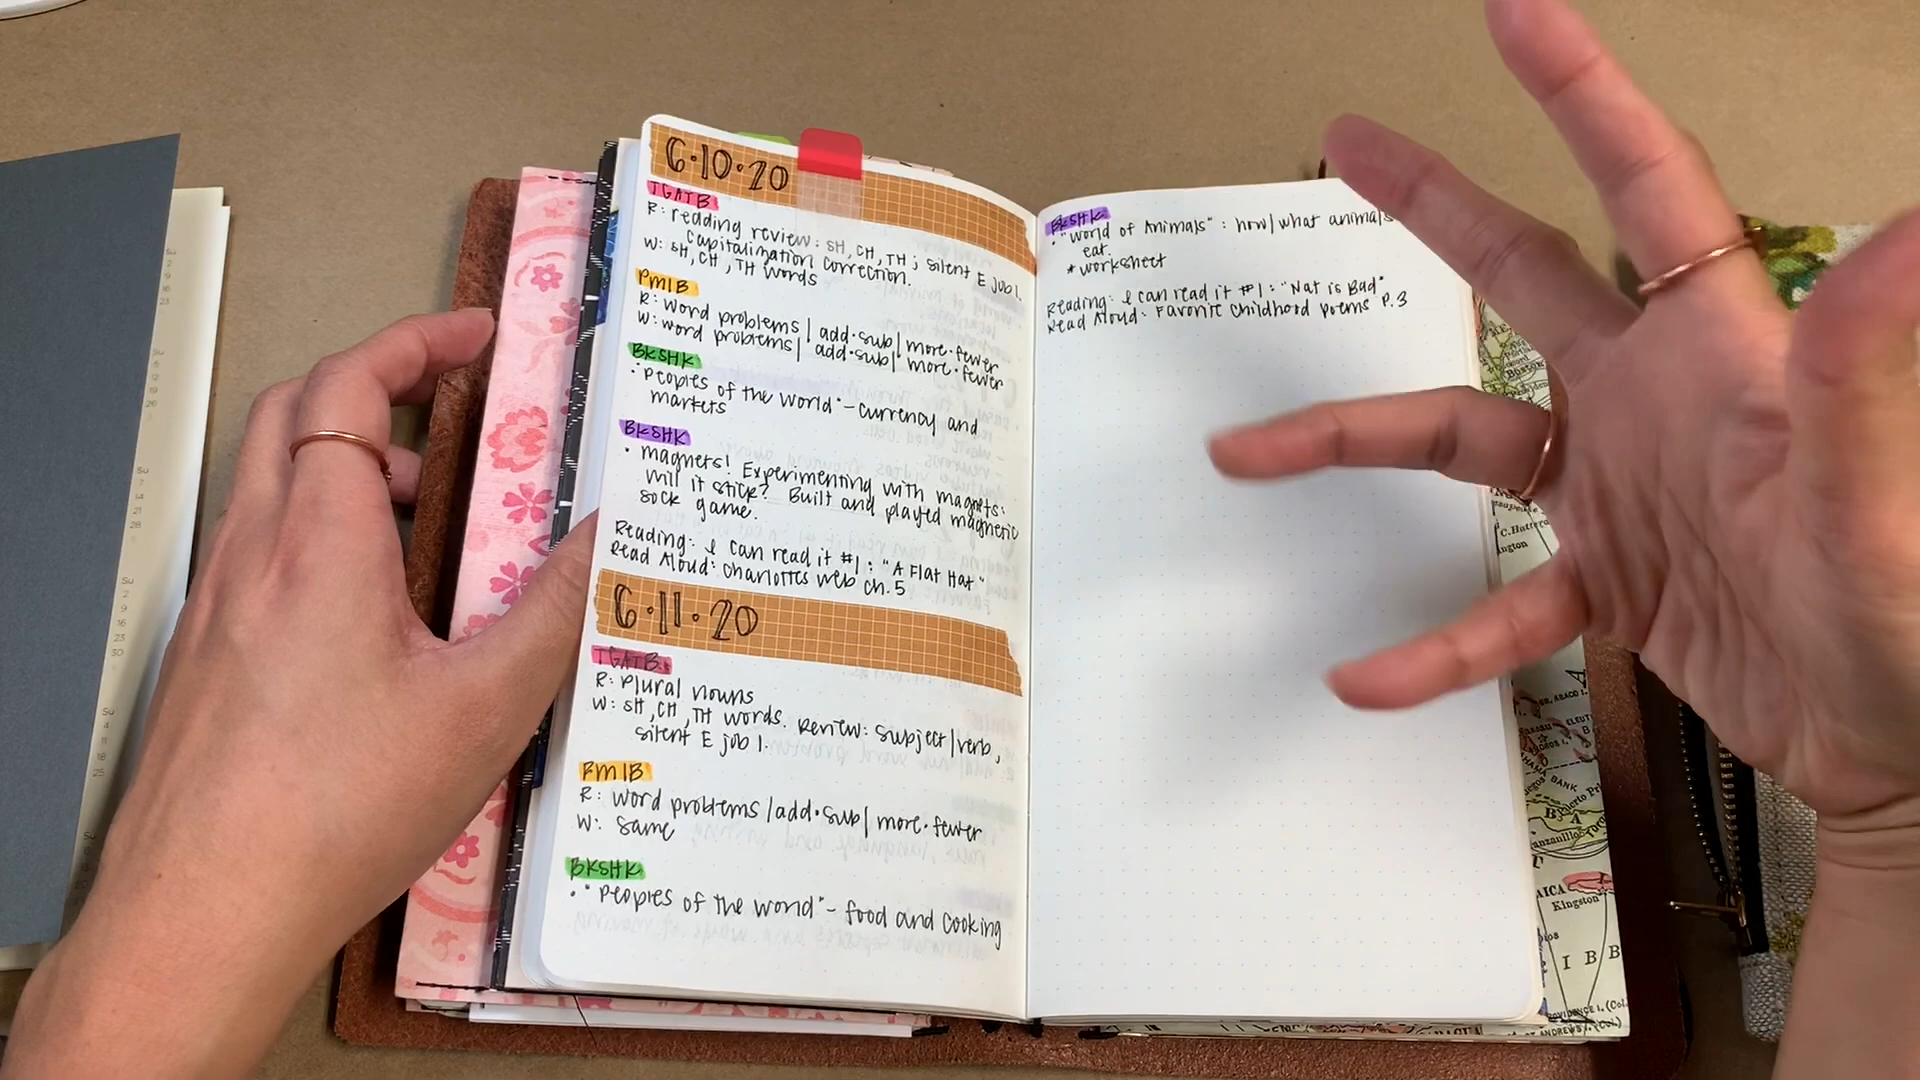 6.10.20
TGATB
R: reading review: SH, CH, TH; silent E job 1.
Capitalization correction.
W: SH, CH, TH words
PM1B
R: word problems | add•sub | more•fewer
W: word problems | add•sub | more•fewer
BKSHK
• "Peoples of the world" - currency and
markets
BKSHK
• magnets! Experimenting with magnets:
will it stick? Built and played magnetic
sock game.
Reading: I can read it #1: "A Flat Hat"
Read Aloud: Charlottes Web Ch. 5
6.11.20
TGATB
R: Plural nouns
W: SH, CH, TH words. Review: subject/verb,
silent E job 1.
PM1B
R: word problems | add•sub | more•fewer
W: same
BKSHK
• "Peoples of the world" - food and cooking
BKSHK
• "World of Animals": how/what animals
eat.
* worksheet
Reading: I can read it #1: "Nat is Bad"
Read Aloud: Favorite Childhood poems P.3
C. Hatteras
Kingston